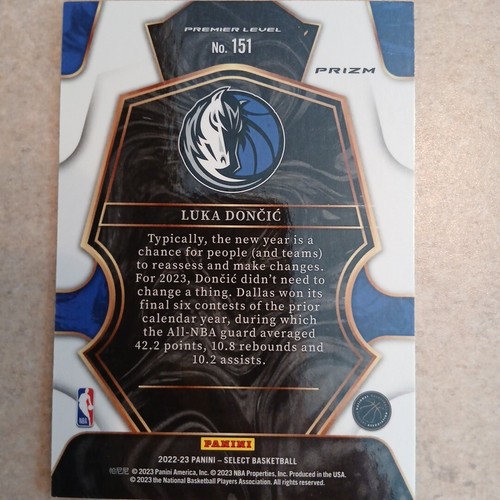 PREMIER LEVEL
No. 151
PRIZM
LUKA DONČIĆ
Typically, the new year is a
chance for people (and teams)
to reassess and make changes.
For 2023, Dončić didn't need to
change a thing. Dallas won its
final six contests of the prior
calendar year, during which
the All-NBA guard averaged
42.2 points, 10.8 rebounds and
10.2 assists.
NBA
PANINI
2022-23 PANINI – SELECT BASKETBALL
© 2023 Panini America, Inc. © 2023 NBA Properties, Inc. Produced in the USA.
© 2023 the National Basketball Players Association. All rights reserved.